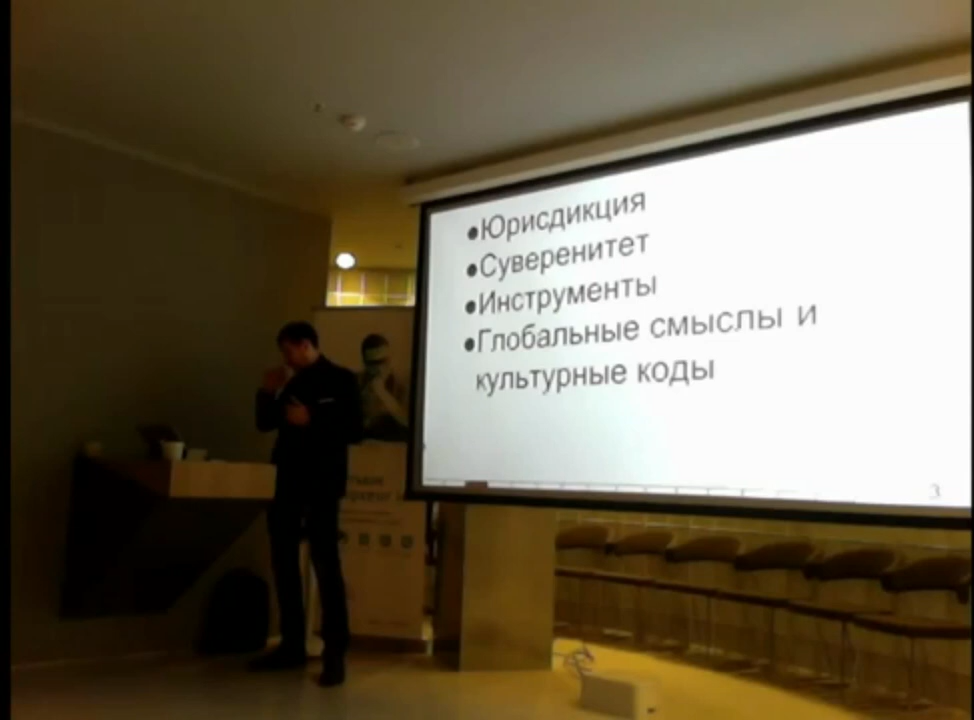 ●Юрисдикция
●Суверенитет
●Инструменты
●Глобальные смыслы и
культурные коды
3